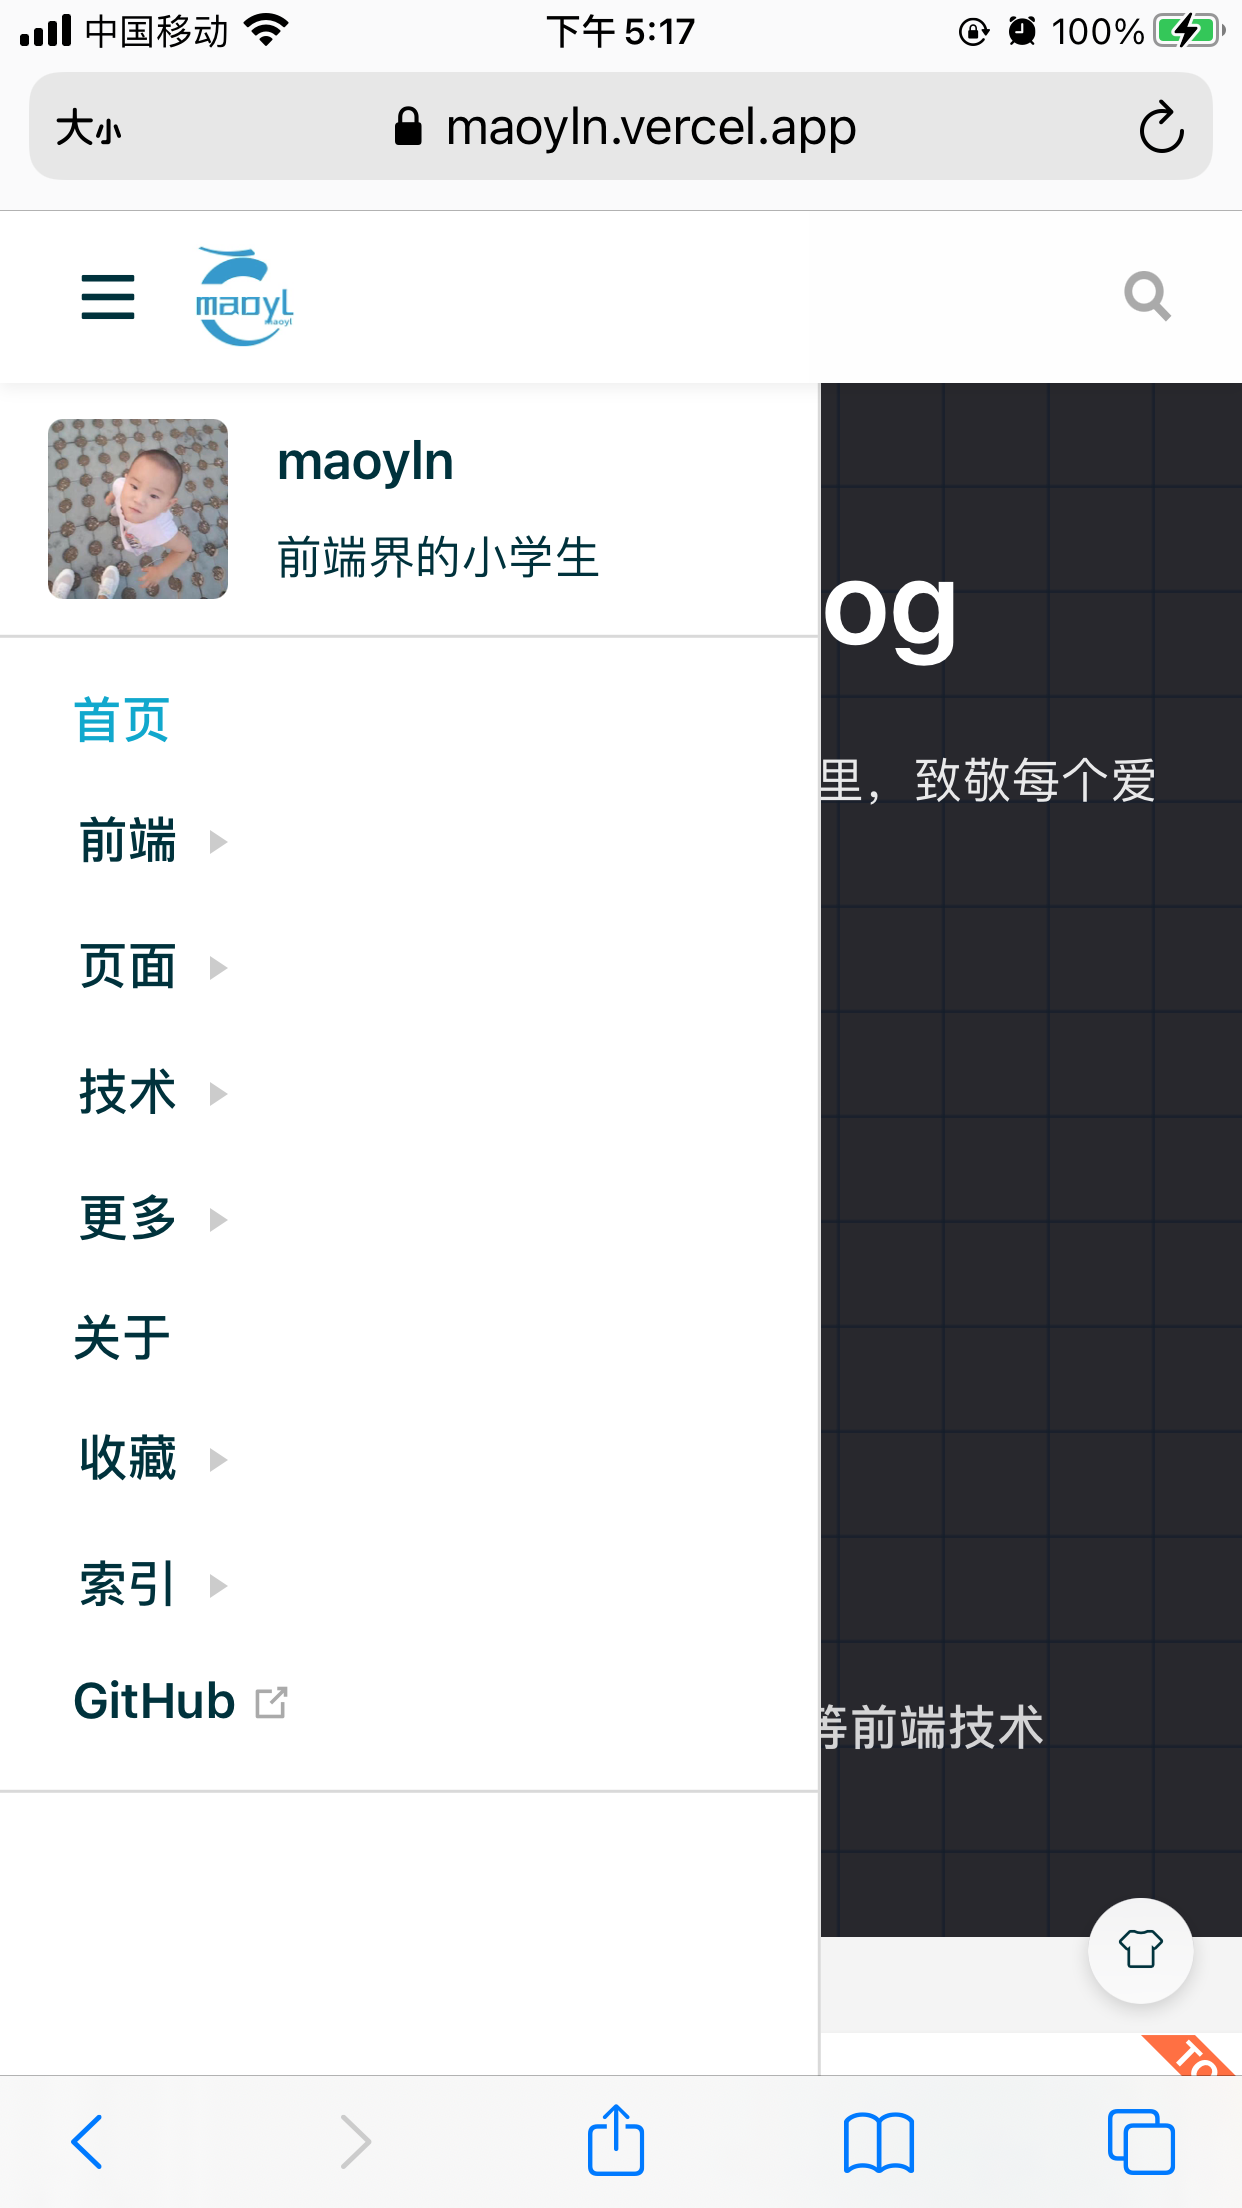 中国移动
下午 5:17
100%
大小
maoyln.vercel.app
maoyL
maoyl
maoyln
前端界的小学生
og
里，致敬每个爱
首页
前端
页面
技术
更多
关于
收藏
索引
GitHub
等前端技术
TO